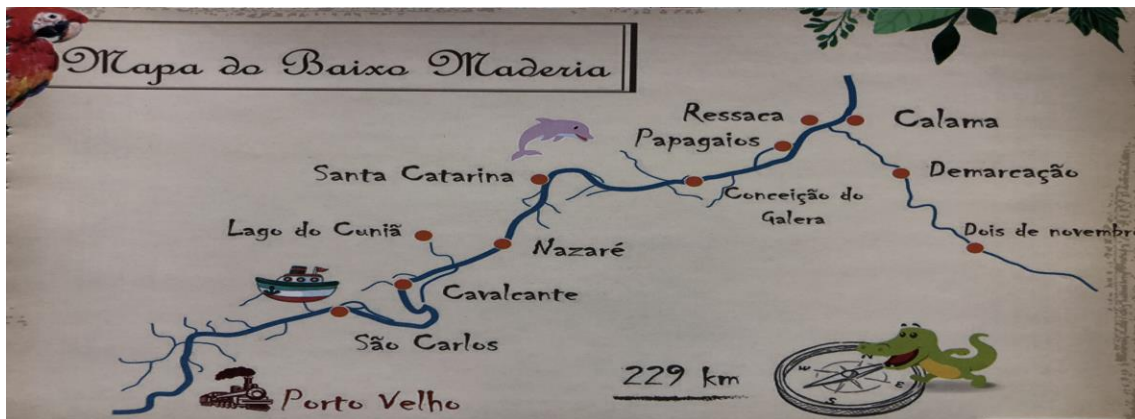 Mapa do Baixo Maderia
Ressaca
Calama
Papagaios
Santa Catarina
Demarcação
Conceição do
Galera
Lago do Cuniã
Nazaré
Dois de novembro
Cavalcante
São Carlos
229 km
Porto Velho
W
E
S